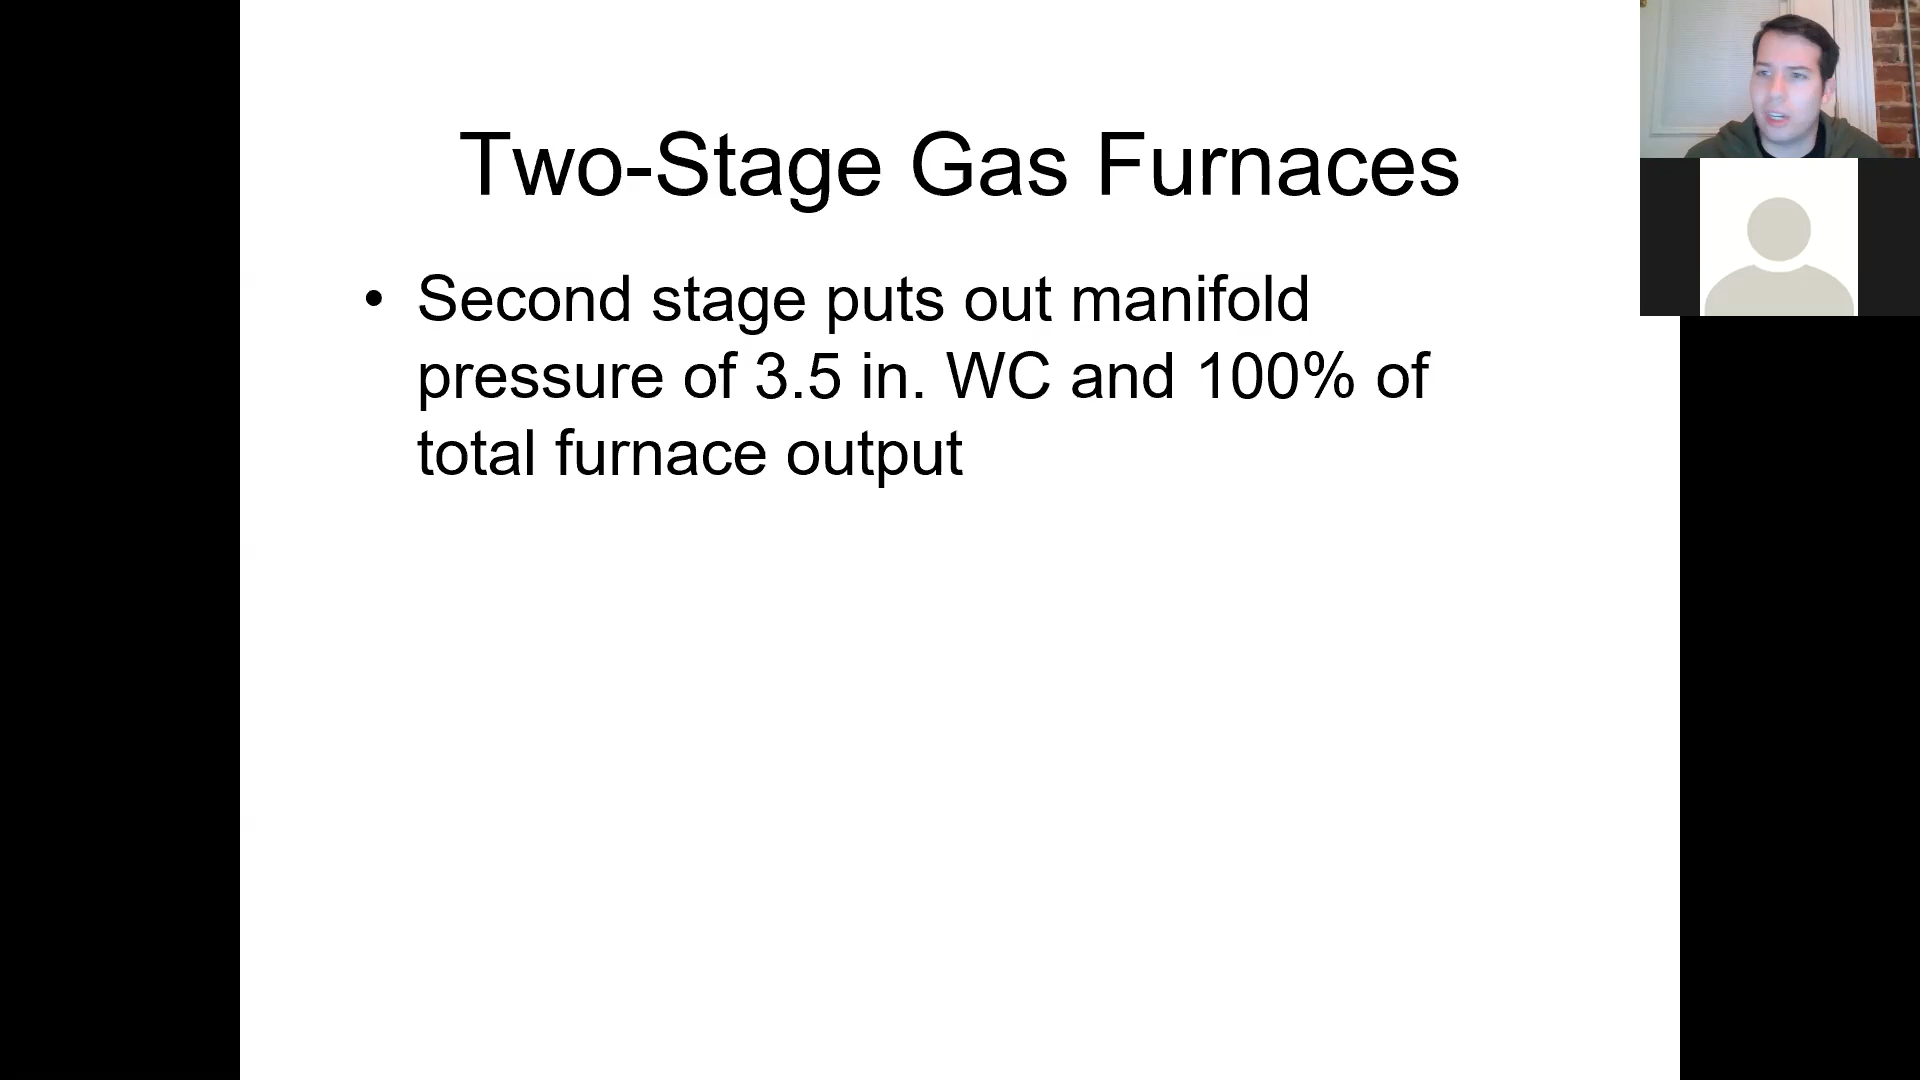 Two-Stage Gas Furnaces
• Second stage puts out manifold
pressure of 3.5 in. WC and 100% of
total furnace output